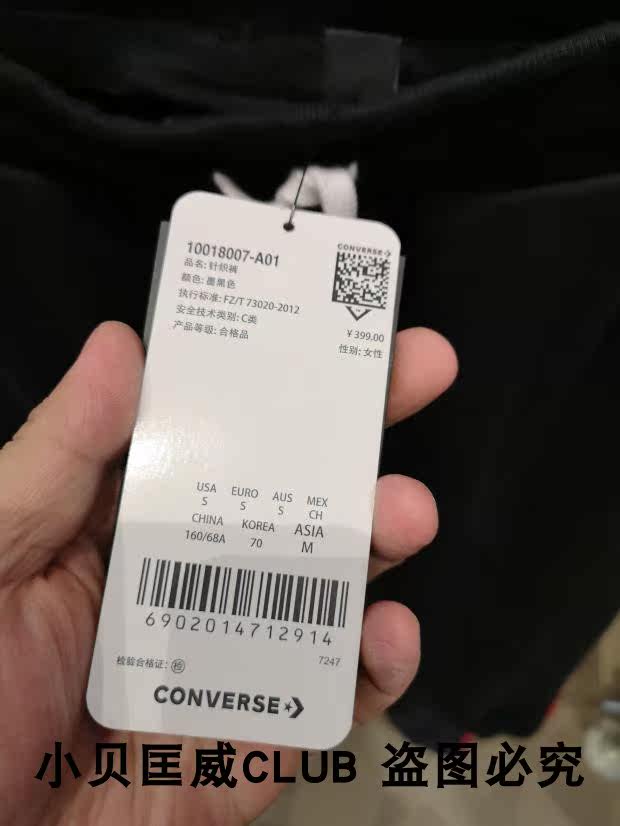 10018007-A01
品名: 针织裤
颜色: 墨黑色
执行标准: FZ/T 73020-2012
安全技术类别: C类
产品等级: 合格品
CONVERSE
￥399.00
性别: 女性
USA EURO AUS MEX
S S S CH
CHINA KOREA ASIA
160/68A 70 M
6902014712914
检验合格证: 检
7247
CONVERSE
小贝匡威CLUB 盗图必究